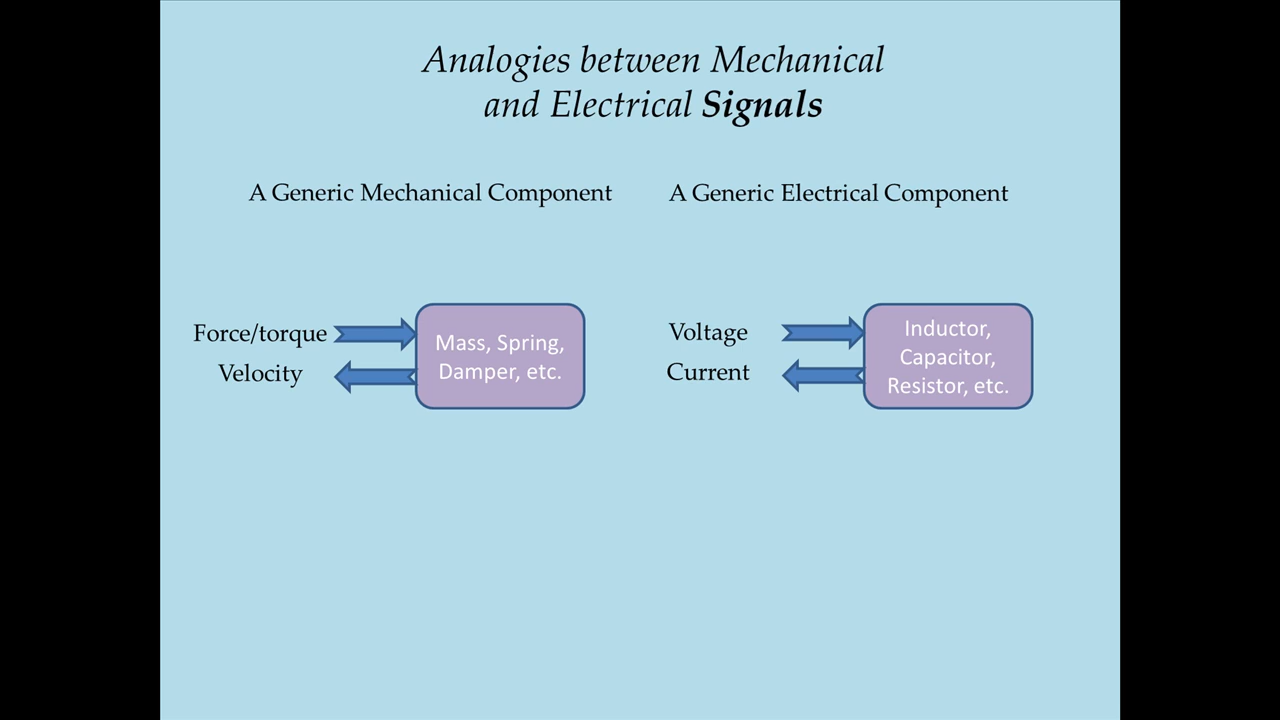 Analogies between Mechanical
and Electrical Signals
A Generic Mechanical Component
A Generic Electrical Component
Force/torque
Velocity
Mass, Spring,
Damper, etc.
Voltage
Current
Inductor,
Capacitor,
Resistor, etc.